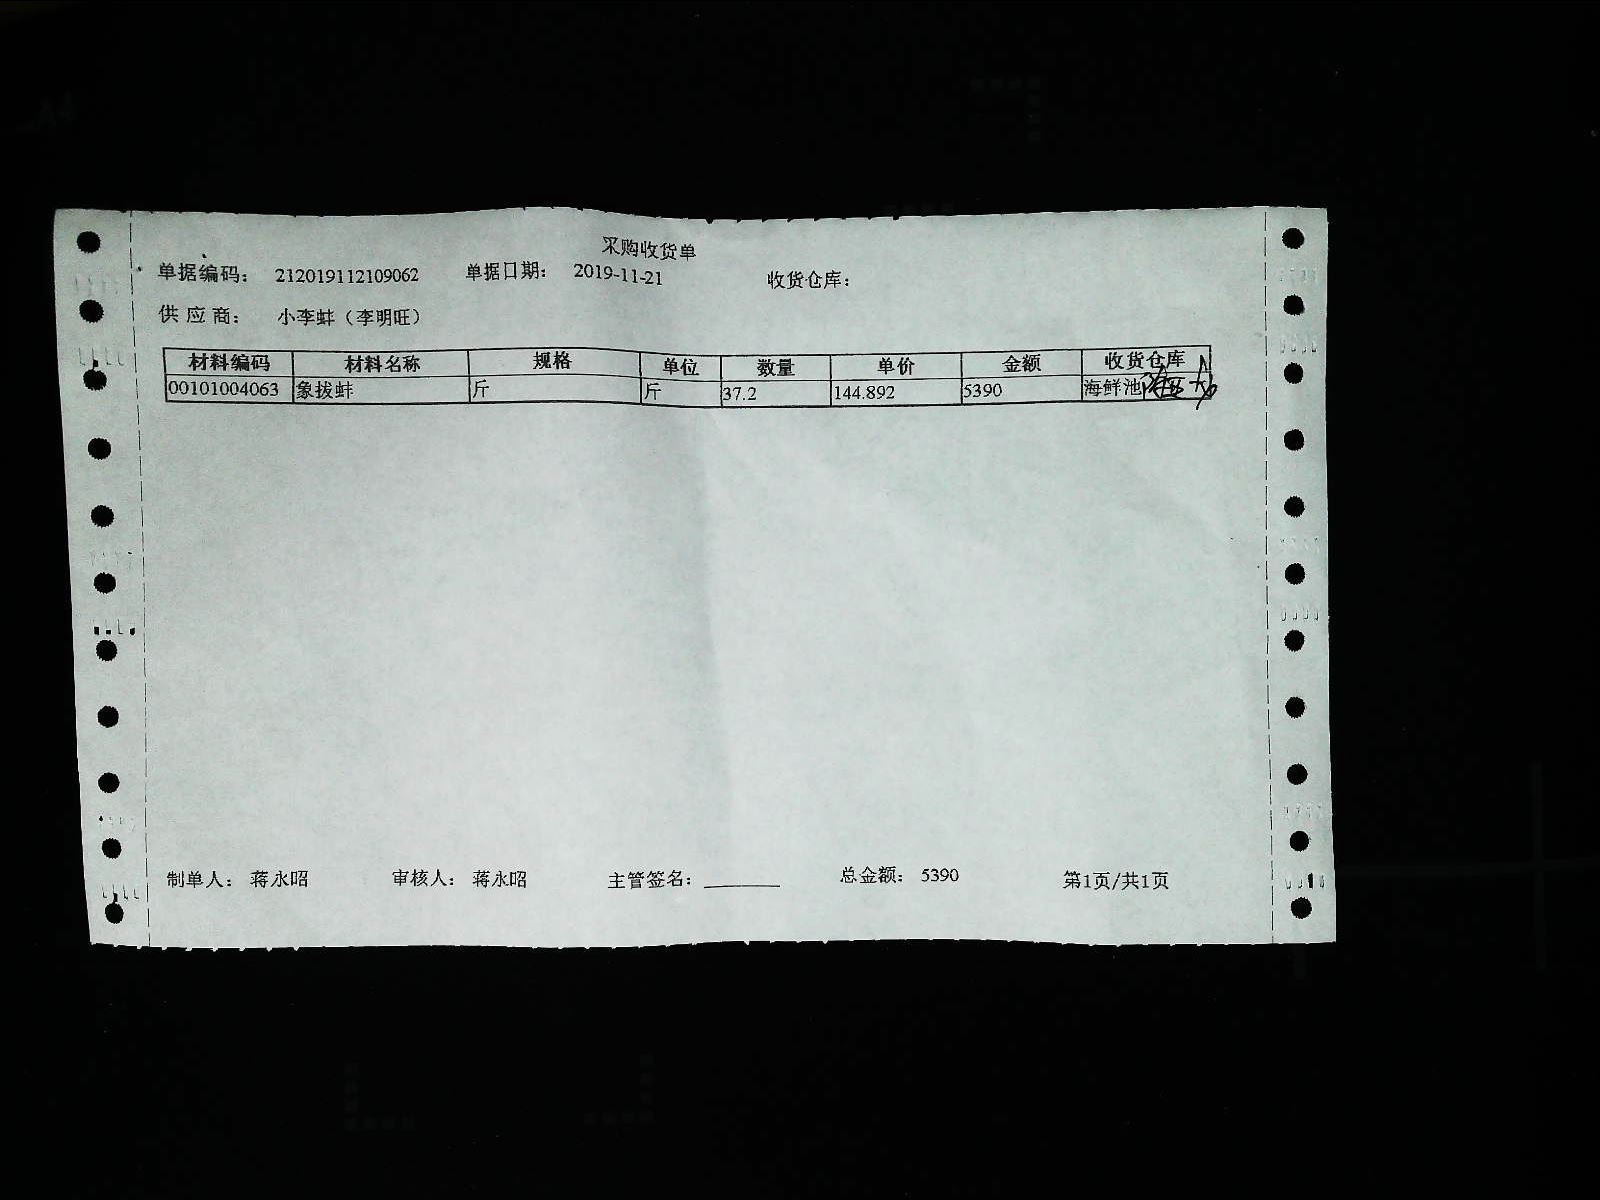 采购收货单
单据编码： 212019112109062 单据日期： 2019-11-21 收货仓库：
供应商： 小李蚌（李明旺）
材料编码 材料名称 规格 单位 数量 单价 金额 收货仓库
00101004063 象拔蚌 斤 斤 37.2 144.892 5390 海鲜池
制单人： 蒋永昭 审核人： 蒋永昭 主管签名：________ 总金额： 5390 第1页/共1页